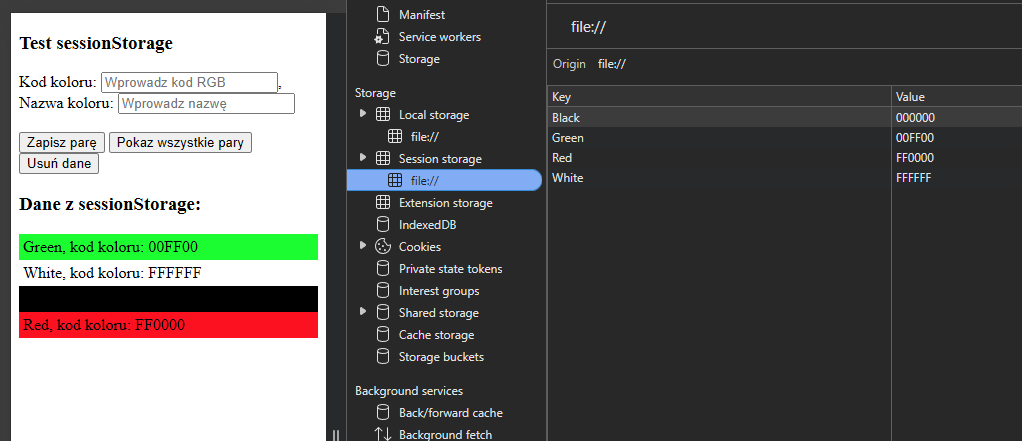 Test sessionStorage
Kod koloru: Wprowadz kod RGB,
Nazwa koloru: Wprowadz nazwę
Zapisz parę Pokaz wszystkie pary
Usuń dane
Dane z sessionStorage:
Green, kod koloru: 00FF00
White, kod koloru: FFFFFF
Red, kod koloru: FF0000
Manifest
Service workers
Storage
Storage
Local storage
file://
Session storage
file://
Extension storage
IndexedDB
Cookies
Private state tokens
Interest groups
Shared storage
Cache storage
Storage buckets
Background services
Back/forward cache
Background fetch
file://
Origin file://
Key Value
Black 000000
Green 00FF00
Red FF0000
White FFFFFF